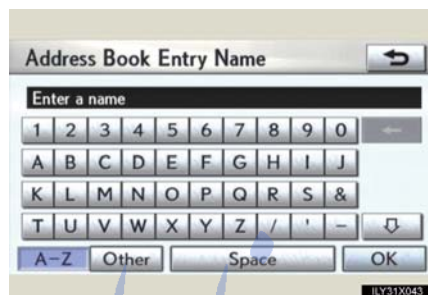 Address Book Entry Name
Enter a name
1 2 3 4 5 6 7 8 9 0
A B C D E F G H I J
K L M N O P Q R S &
T U V W X Y Z / ' -
A-Z Other Space OK
ILY31X043